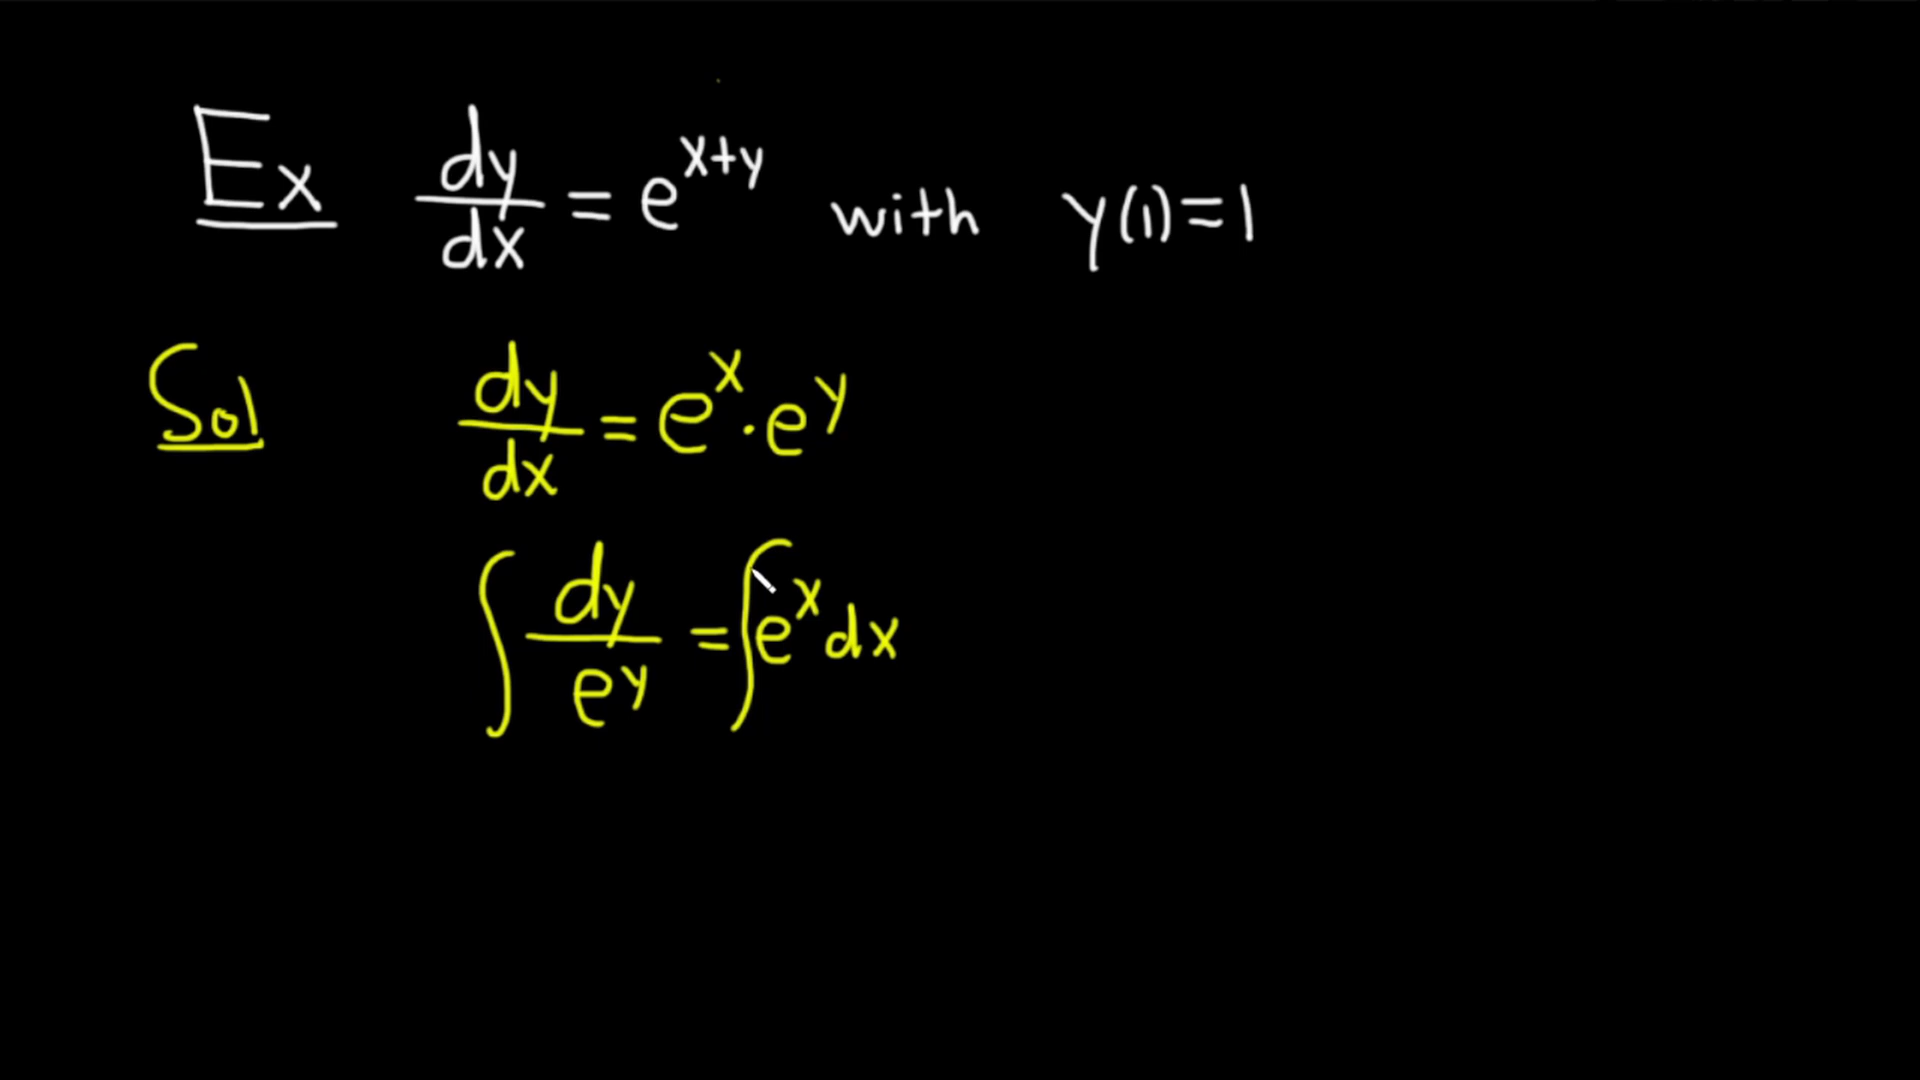 Ex dy/dx = e^{x+y} with y(1)=1
Sol dy/dx = e^x · e^y
∫ dy/e^y = ∫ e^x dx